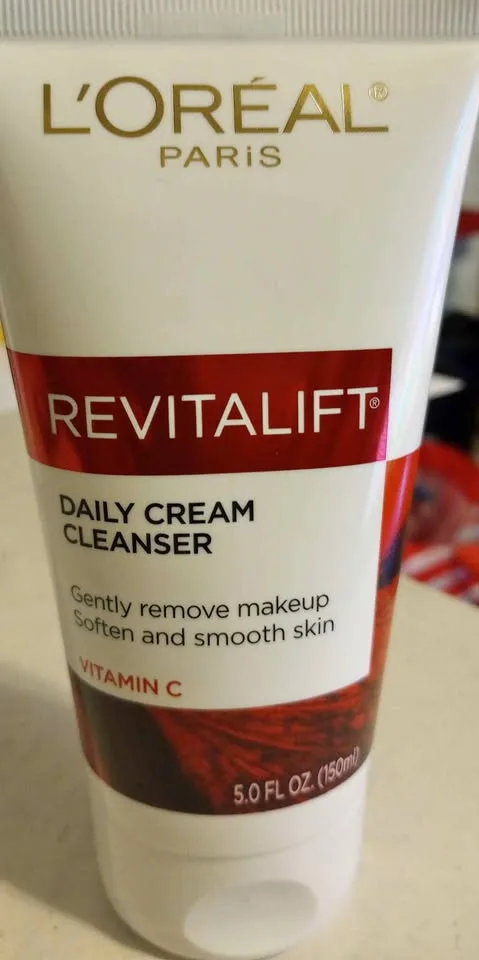 L'ORÉAL®
PARiS
REVITALIFT®
DAILY CREAM
CLEANSER
Gently remove makeup
Soften and smooth skin
VITAMIN C
5.0 FL OZ. (150ml)